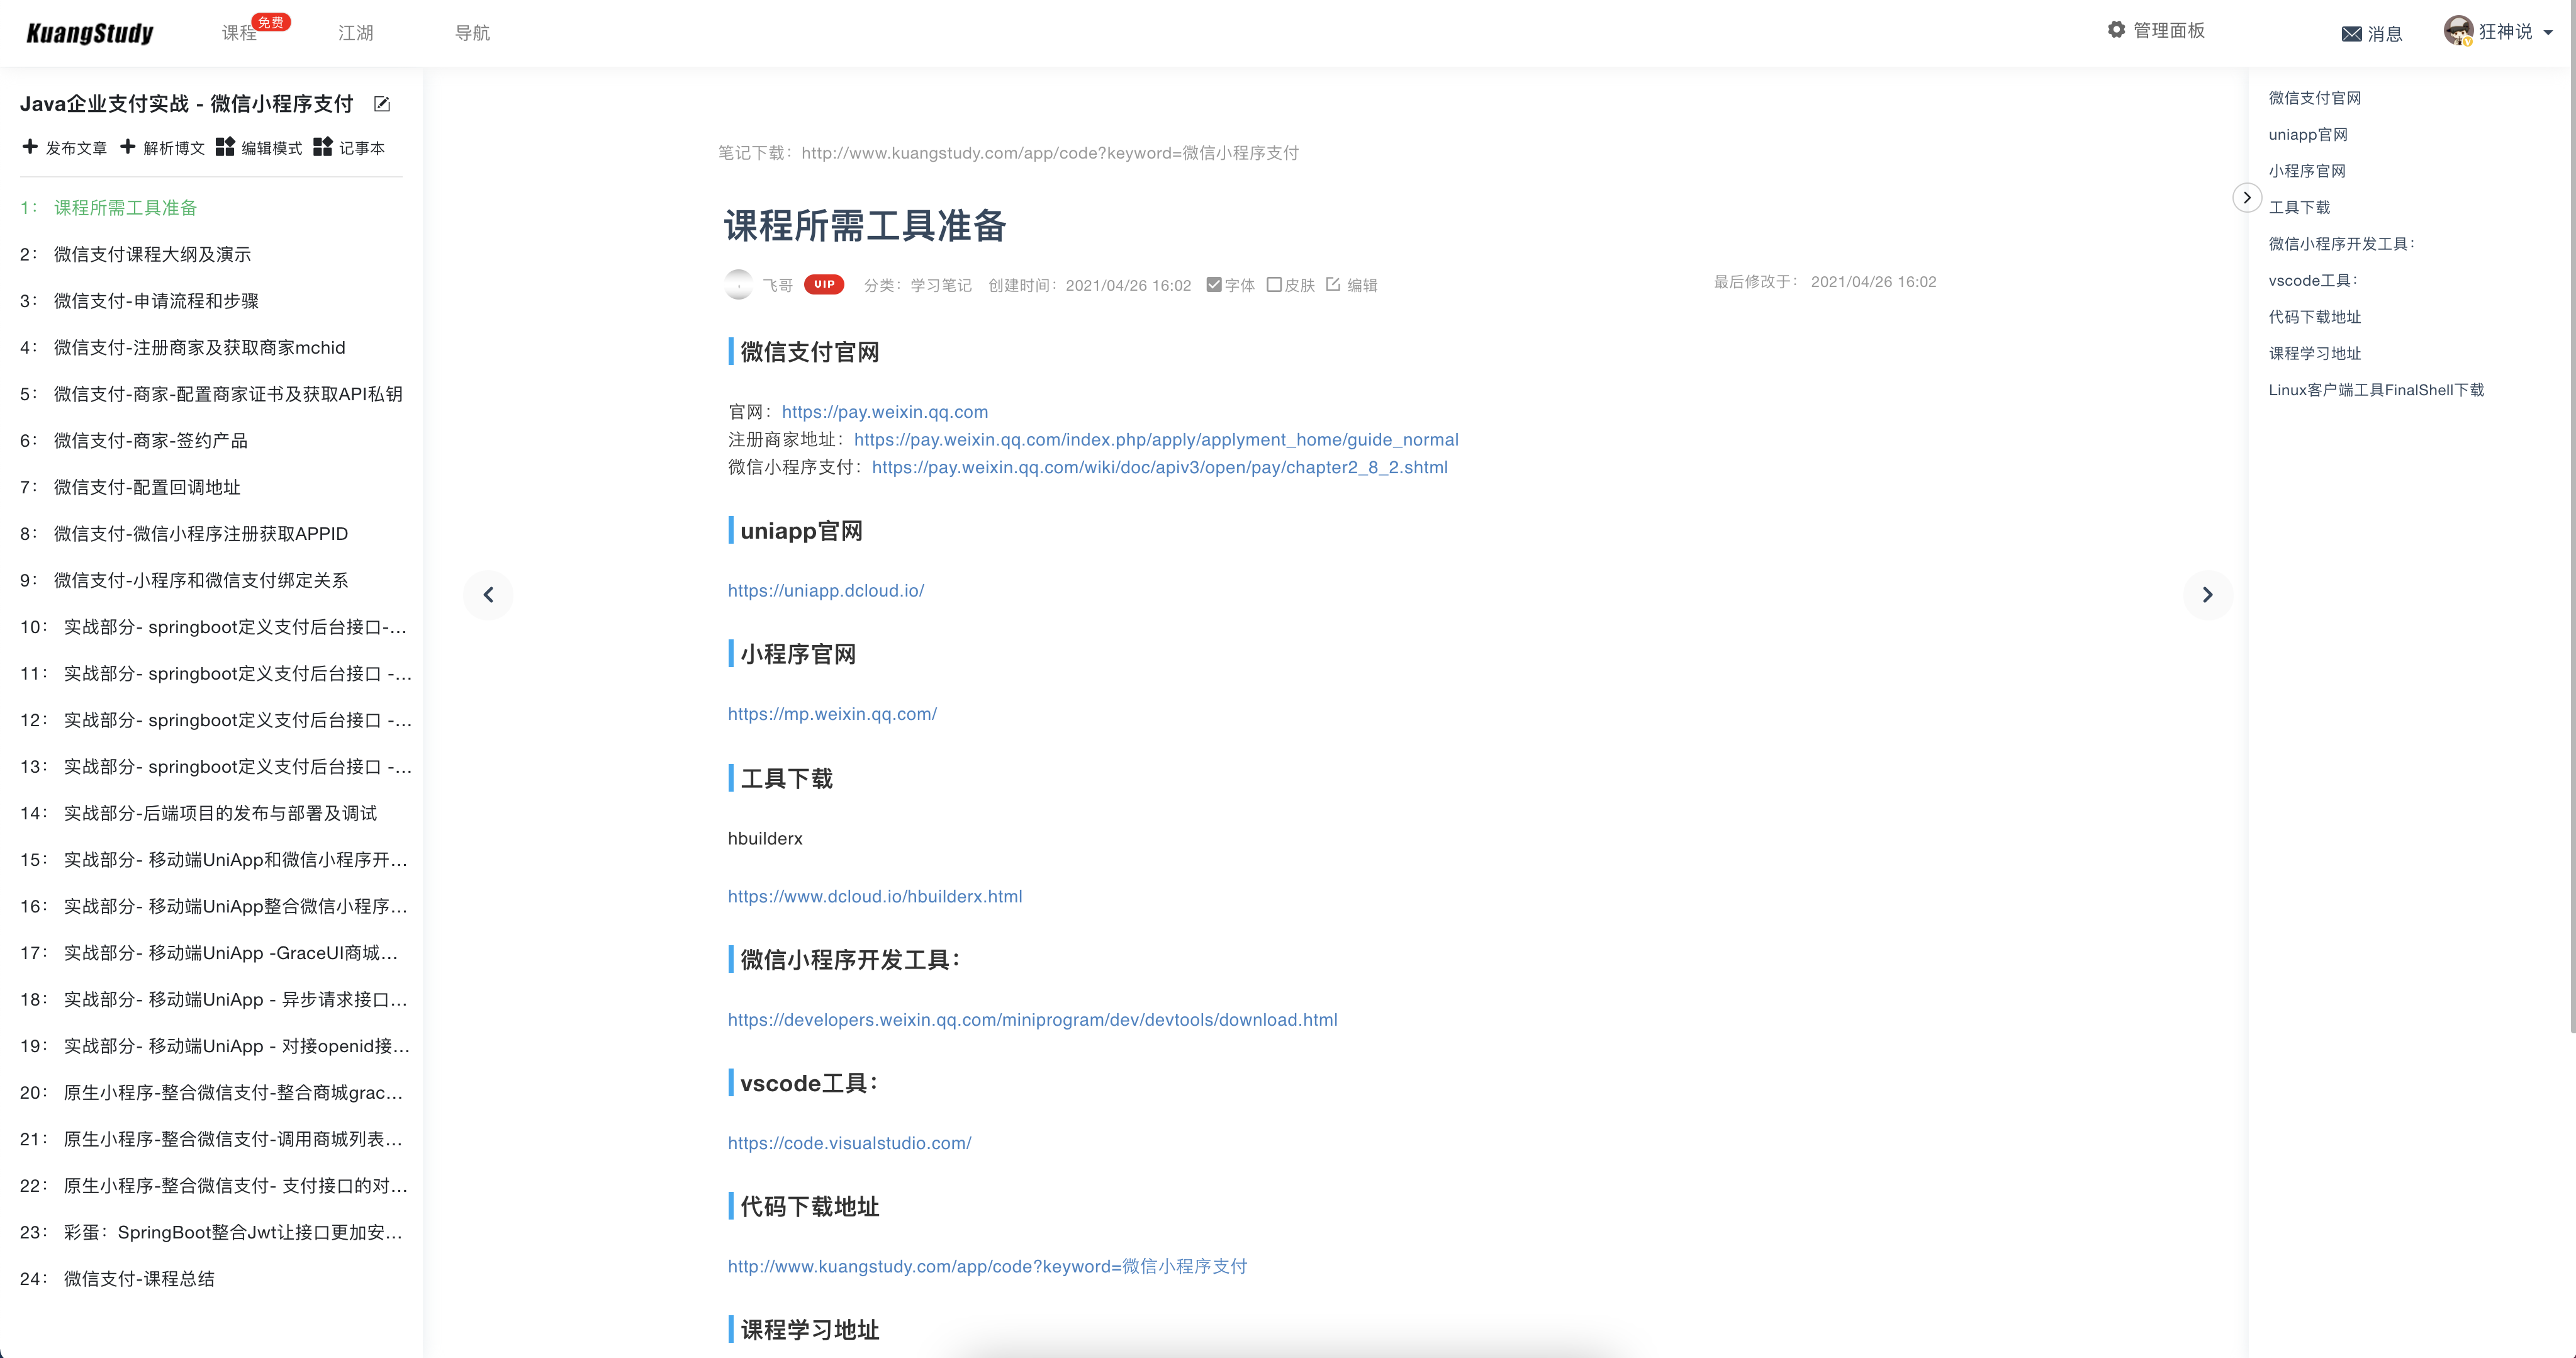 KuangStudy
课程 免费
江湖
导航
管理面板
消息
狂神说
Java企业支付实战 - 微信小程序支付
发布文章 解析博文 编辑模式 记事本
1： 课程所需工具准备
2： 微信支付课程大纲及演示
3： 微信支付-申请流程和步骤
4： 微信支付-注册商家及获取商家mchid
5： 微信支付-商家-配置商家证书及获取API私钥
6： 微信支付-商家-签约产品
7： 微信支付-配置回调地址
8： 微信支付-微信小程序注册获取APPID
9： 微信支付-小程序和微信支付绑定关系
10： 实战部分- springboot定义支付后台接口-...
11： 实战部分- springboot定义支付后台接口 -...
12： 实战部分- springboot定义支付后台接口 -...
13： 实战部分- springboot定义支付后台接口 -...
14： 实战部分-后端项目的发布与部署及调试
15： 实战部分- 移动端UniApp和微信小程序开...
16： 实战部分- 移动端UniApp整合微信小程序...
17： 实战部分- 移动端UniApp -GraceUI商城...
18： 实战部分- 移动端UniApp - 异步请求接口...
19： 实战部分- 移动端UniApp - 对接openid接...
20： 原生小程序-整合微信支付-整合商城grac...
21： 原生小程序-整合微信支付-调用商城列表...
22： 原生小程序-整合微信支付- 支付接口的对...
23： 彩蛋：SpringBoot整合Jwt让接口更加安...
24： 微信支付-课程总结
笔记下载：http://www.kuangstudy.com/app/code?keyword=微信小程序支付
课程所需工具准备
飞哥 VIP 分类：学习笔记 创建时间：2021/04/26 16:02 字体 皮肤 编辑 最后修改于： 2021/04/26 16:02
微信支付官网
官网：https://pay.weixin.qq.com
注册商家地址：https://pay.weixin.qq.com/index.php/apply/applyment_home/guide_normal
微信小程序支付：https://pay.weixin.qq.com/wiki/doc/apiv3/open/pay/chapter2_8_2.shtml
uniapp官网
https://uniapp.dcloud.io/
小程序官网
https://mp.weixin.qq.com/
工具下载
hbuilderx
https://www.dcloud.io/hbuilderx.html
微信小程序开发工具：
https://developers.weixin.qq.com/miniprogram/dev/devtools/download.html
vscode工具：
https://code.visualstudio.com/
代码下载地址
http://www.kuangstudy.com/app/code?keyword=微信小程序支付
课程学习地址
微信支付官网
uniapp官网
小程序官网
工具下载
微信小程序开发工具：
vscode工具：
代码下载地址
课程学习地址
Linux客户端工具FinalShell下载